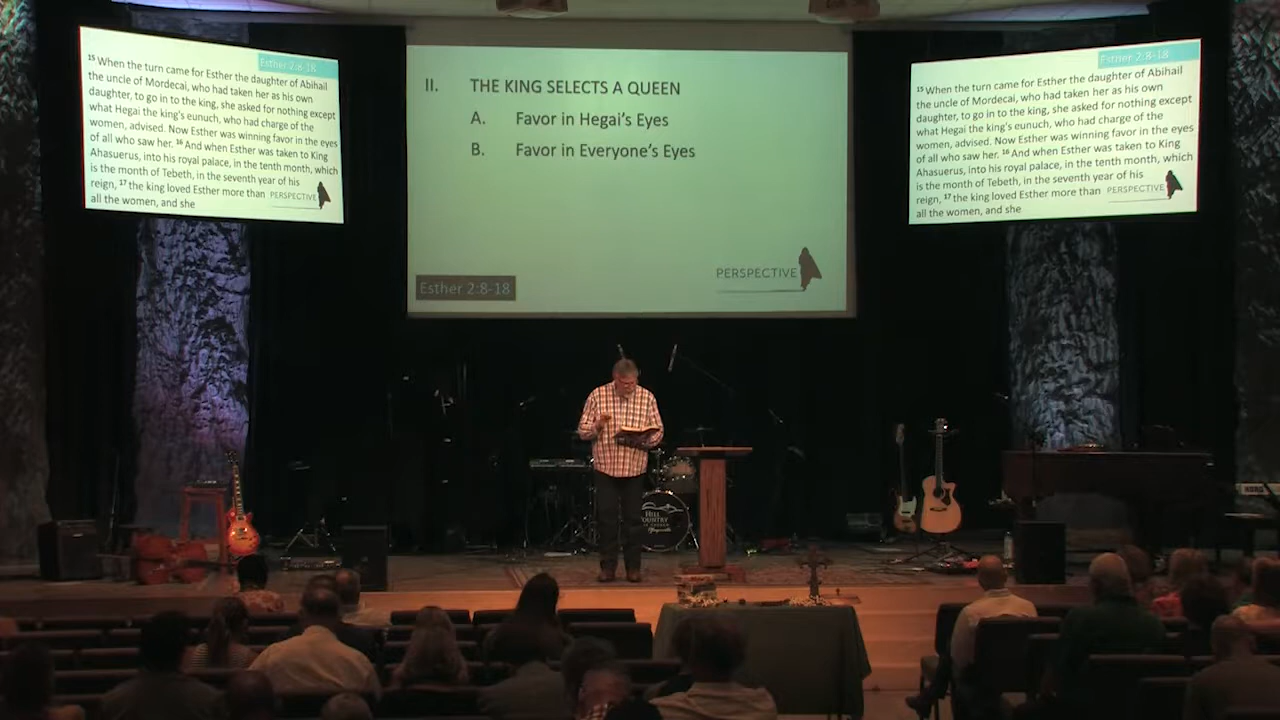 Esther 2:8-18
15 When the turn came for Esther the daughter of Abihail
the uncle of Mordecai, who had taken her as his own
daughter, to go in to the king, she asked for nothing except
what Hegai the king's eunuch, who had charge of the
women, advised. Now Esther was winning favor in the eyes
of all who saw her. 16 And when Esther was taken to King
Ahasuerus, into his royal palace, in the tenth month, which
is the month of Tebeth, in the seventh year of his
reign, 17 the king loved Esther more than
all the women, and she
PERSPECTIVE
II. THE KING SELECTS A QUEEN
A. Favor in Hegai's Eyes
B. Favor in Everyone's Eyes
Esther 2:8-18
PERSPECTIVE
Esther 2:8-18
15 When the turn came for Esther the daughter of Abihail
the uncle of Mordecai, who had taken her as his own
daughter, to go in to the king, she asked for nothing except
what Hegai the king's eunuch, who had charge of the
women, advised. Now Esther was winning favor in the eyes
of all who saw her. 16 And when Esther was taken to King
Ahasuerus, into his royal palace, in the tenth month, which
is the month of Tebeth, in the seventh year of his
reign, 17 the king loved Esther more than
all the women, and she
PERSPECTIVE
HILL
COUNTRY
KORG